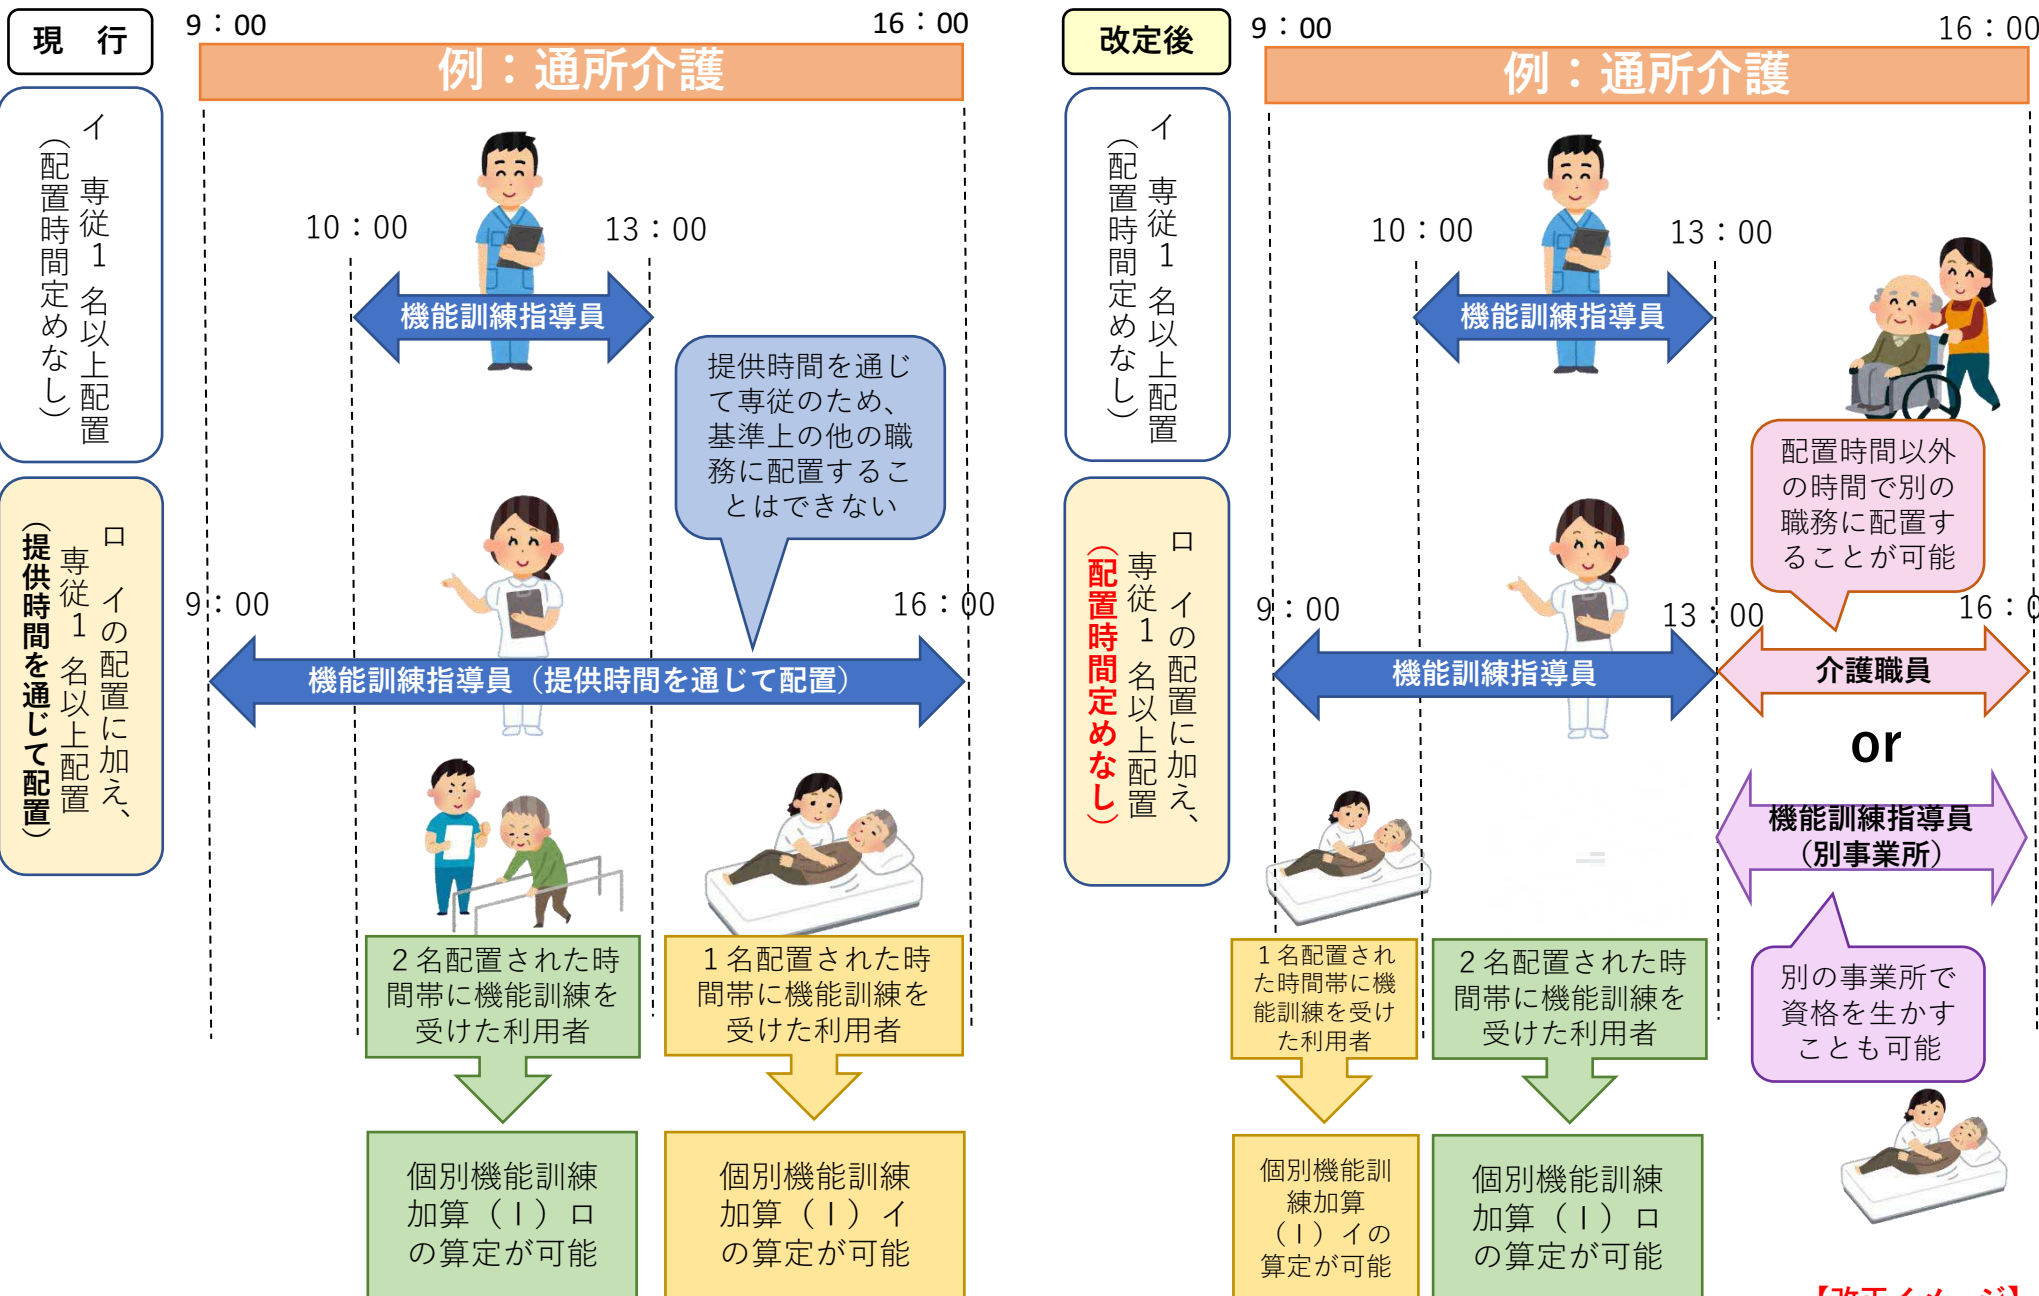 現　行
9：00
16：00
例：通所介護
イ　専従1名以上配置
（配置時間定めなし）
10：00
13：00
機能訓練指導員
提供時間を通じ
て専従のため、
基準上の他の職
務に配置するこ
とはできない
ロ　イの配置に加え、
専従1名以上配置
（提供時間を通じて配置）
9：00
16：00
機能訓練指導員（提供時間を通じて配置）
２名配置された時
間帯に機能訓練を
受けた利用者
１名配置された時
間帯に機能訓練を
受けた利用者
個別機能訓練
加算（Ⅰ）ロ
の算定が可能
個別機能訓練
加算（Ⅰ）イ
の算定が可能
改定後
9：00
16：00
例：通所介護
イ　専従1名以上配置
（配置時間定めなし）
10：00
13：00
機能訓練指導員
配置時間以外
の時間で別の
職務に配置す
ることが可能
ロ　イの配置に加え、
専従1名以上配置
（配置時間定めなし）
9：00
13：00
16：0
機能訓練指導員
介護職員
or
機能訓練指導員
（別事業所）
別の事業所で
資格を生かす
ことも可能
１名配置され
た時間帯に機
能訓練を受け
た利用者
２名配置された時
間帯に機能訓練を
受けた利用者
個別機能訓
練加算
（Ⅰ）イの
算定が可能
個別機能訓練
加算（Ⅰ）ロ
の算定が可能
【改正イメージ】